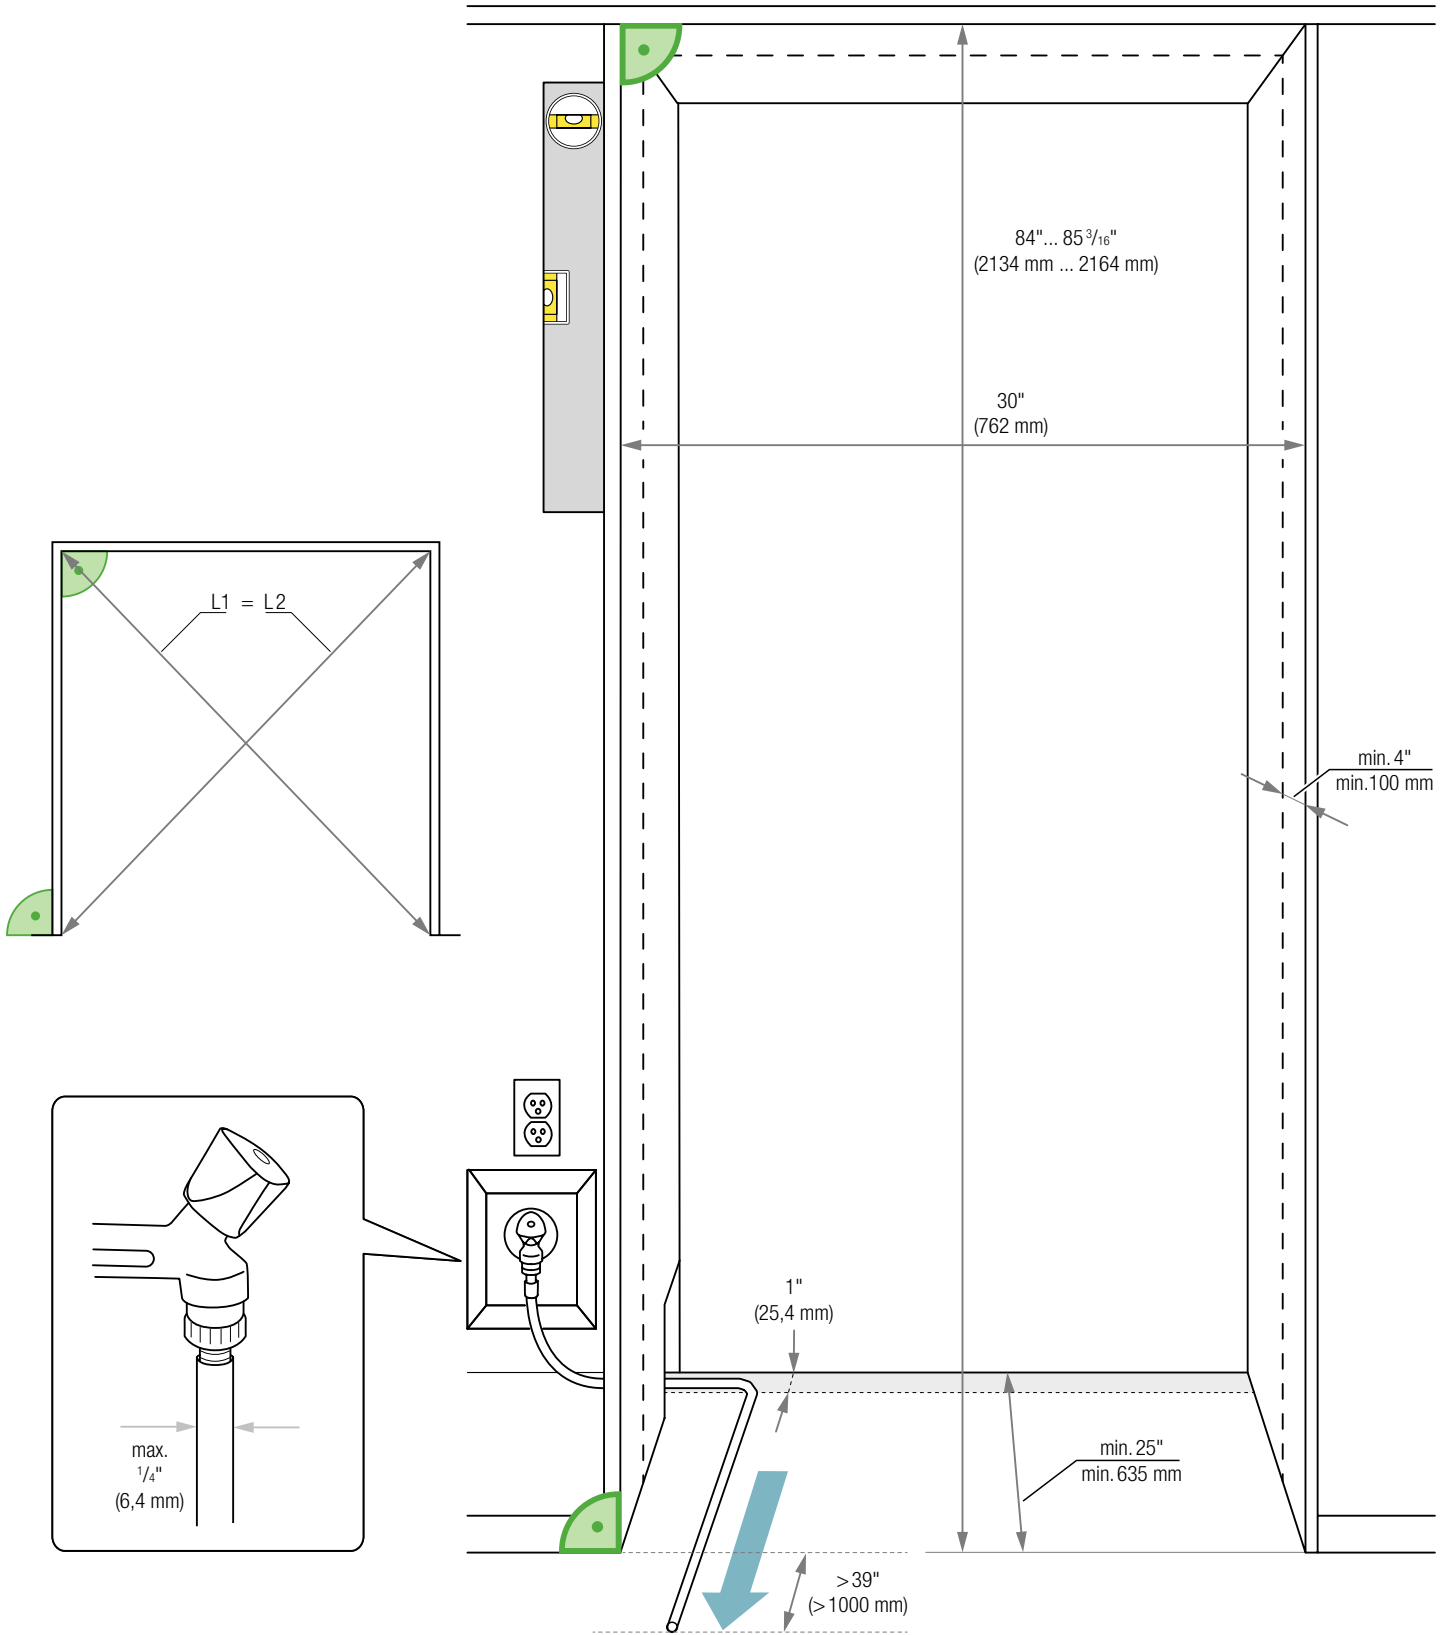 84"... 85 3/16"
(2134 mm ... 2164 mm)
30"
(762 mm)
L1 = L2
min. 4"
min.100 mm
1"
(25,4 mm)
max.
1/4"
(6,4 mm)
min. 25"
min. 635 mm
>39"
(>1000 mm)